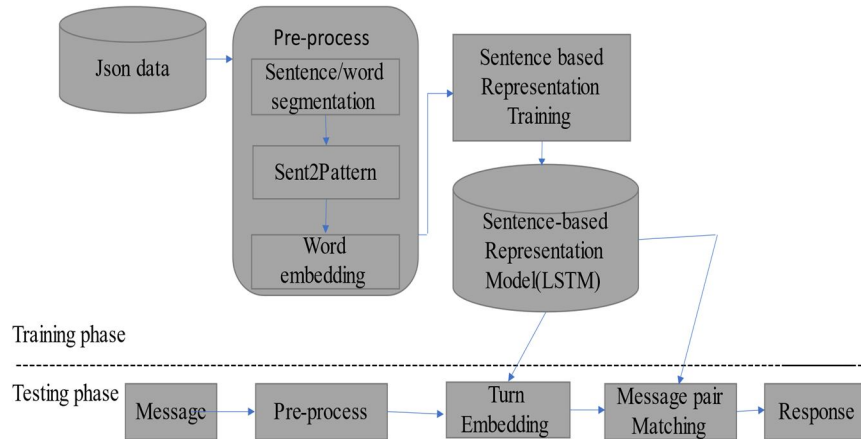 Json data
Pre-process
Sentence/word
segmentation
Sent2Pattern
Word
embedding
Sentence based
Representation
Training
Sentence-based
Representation
Model(LSTM)
Training phase
Testing phase
Message
Pre-process
Turn
Embedding
Message pair
Matching
Response